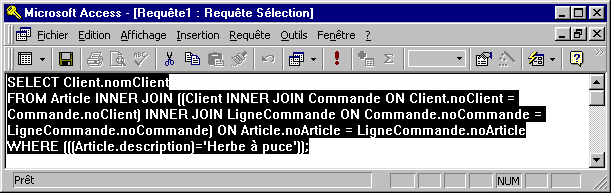 Microsoft Access - [Requête1 : Requête Sélection]
Fichier Edition Affichage Insertion Requête Outils Fenêtre ?
SELECT Client.nomClient
FROM Article INNER JOIN ((Client INNER JOIN Commande ON Client.noClient =
Commande.noClient) INNER JOIN LigneCommande ON Commande.noCommande =
LigneCommande.noCommande) ON Article.noArticle = LigneCommande.noArticle
WHERE (((Article.description)='Herbe à puce'));
Prêt NUM